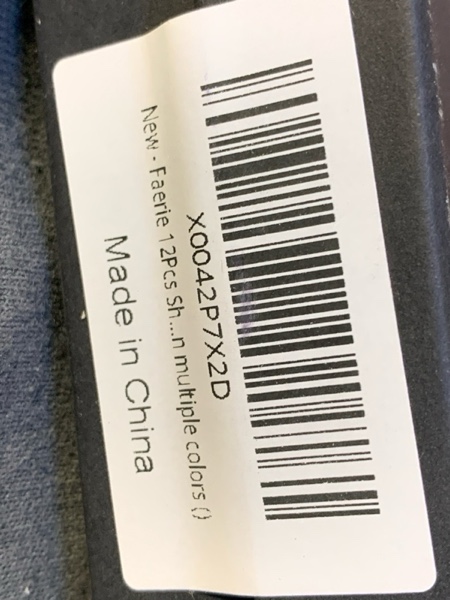 X0042P7X2D
New - Faerie 12Pcs Sh...n multiple colors ()
Made in China